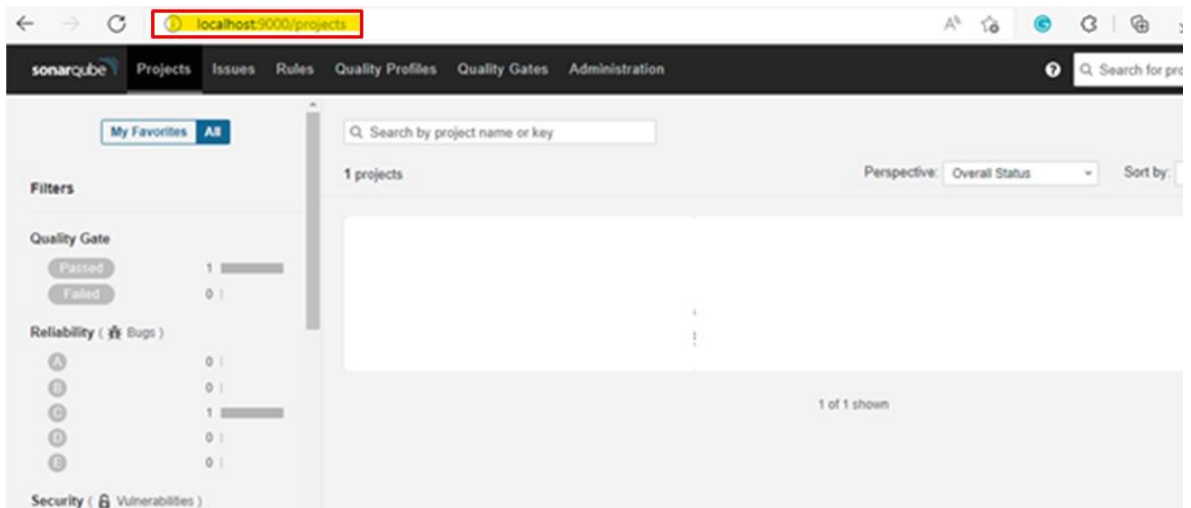 localhost:9000/projects
sonarqube Projects Issues Rules Quality Profiles Quality Gates Administration
Search for pro
My Favorites All
Search by project name or key
1 projects
Perspective: Overall Status
Sort by:
Filters
Quality Gate
Passed 1
Failed 0
Reliability ( Bugs )
A 0
B 0
C 1
D 0
E 0
1 of 1 shown
Security ( Vulnerabilities )